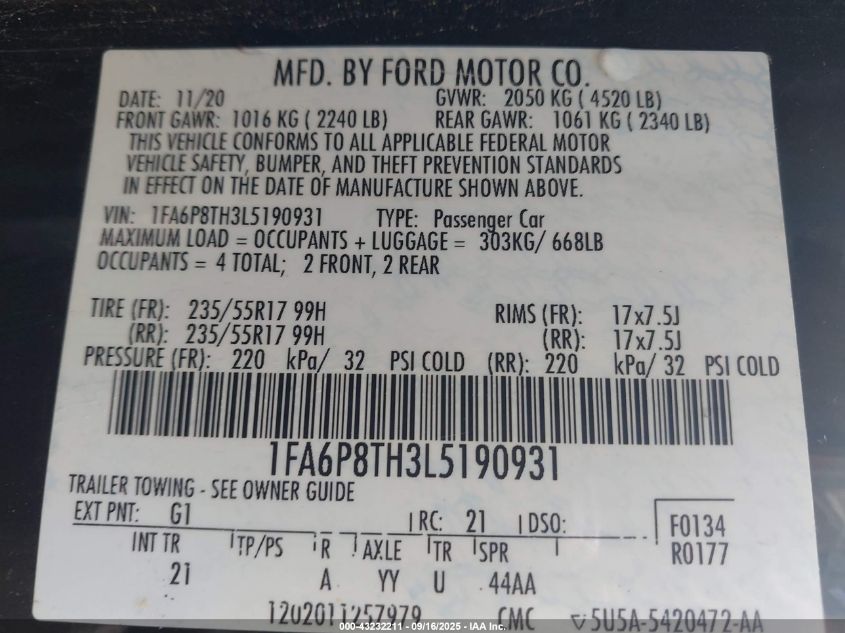 MFD. BY FORD MOTOR CO.
DATE: 11/20 GVWR: 2050 KG ( 4520 LB)
FRONT GAWR: 1016 KG ( 2240 LB) REAR GAWR: 1061 KG ( 2340 LB)
THIS VEHICLE CONFORMS TO ALL APPLICABLE FEDERAL MOTOR
VEHICLE SAFETY, BUMPER, AND THEFT PREVENTION STANDARDS
IN EFFECT ON THE DATE OF MANUFACTURE SHOWN ABOVE.
VIN: 1FA6P8TH3L5190931 TYPE: Passenger Car
MAXIMUM LOAD = OCCUPANTS + LUGGAGE = 303KG/ 668LB
OCCUPANTS = 4 TOTAL; 2 FRONT, 2 REAR
TIRE (FR): 235/55R17 99H RIMS (FR): 17x7.5J
(RR): 235/55R17 99H (RR): 17x7.5J
PRESSURE (FR): 220 kPa/ 32 PSI COLD (RR): 220 kPa/ 32 PSI COLD
1FA6P8TH3L5190931
TRAILER TOWING - SEE OWNER GUIDE
EXT PNT: G1 RC: 21 DSO: F0134
INT TR TP/PS R AXLE TR SPR R0177
21 A YY U 44AA
1202011257979 CMC 5U5A-5420472-AA
000-43232211 - 09/16/2025 - IAA Inc.